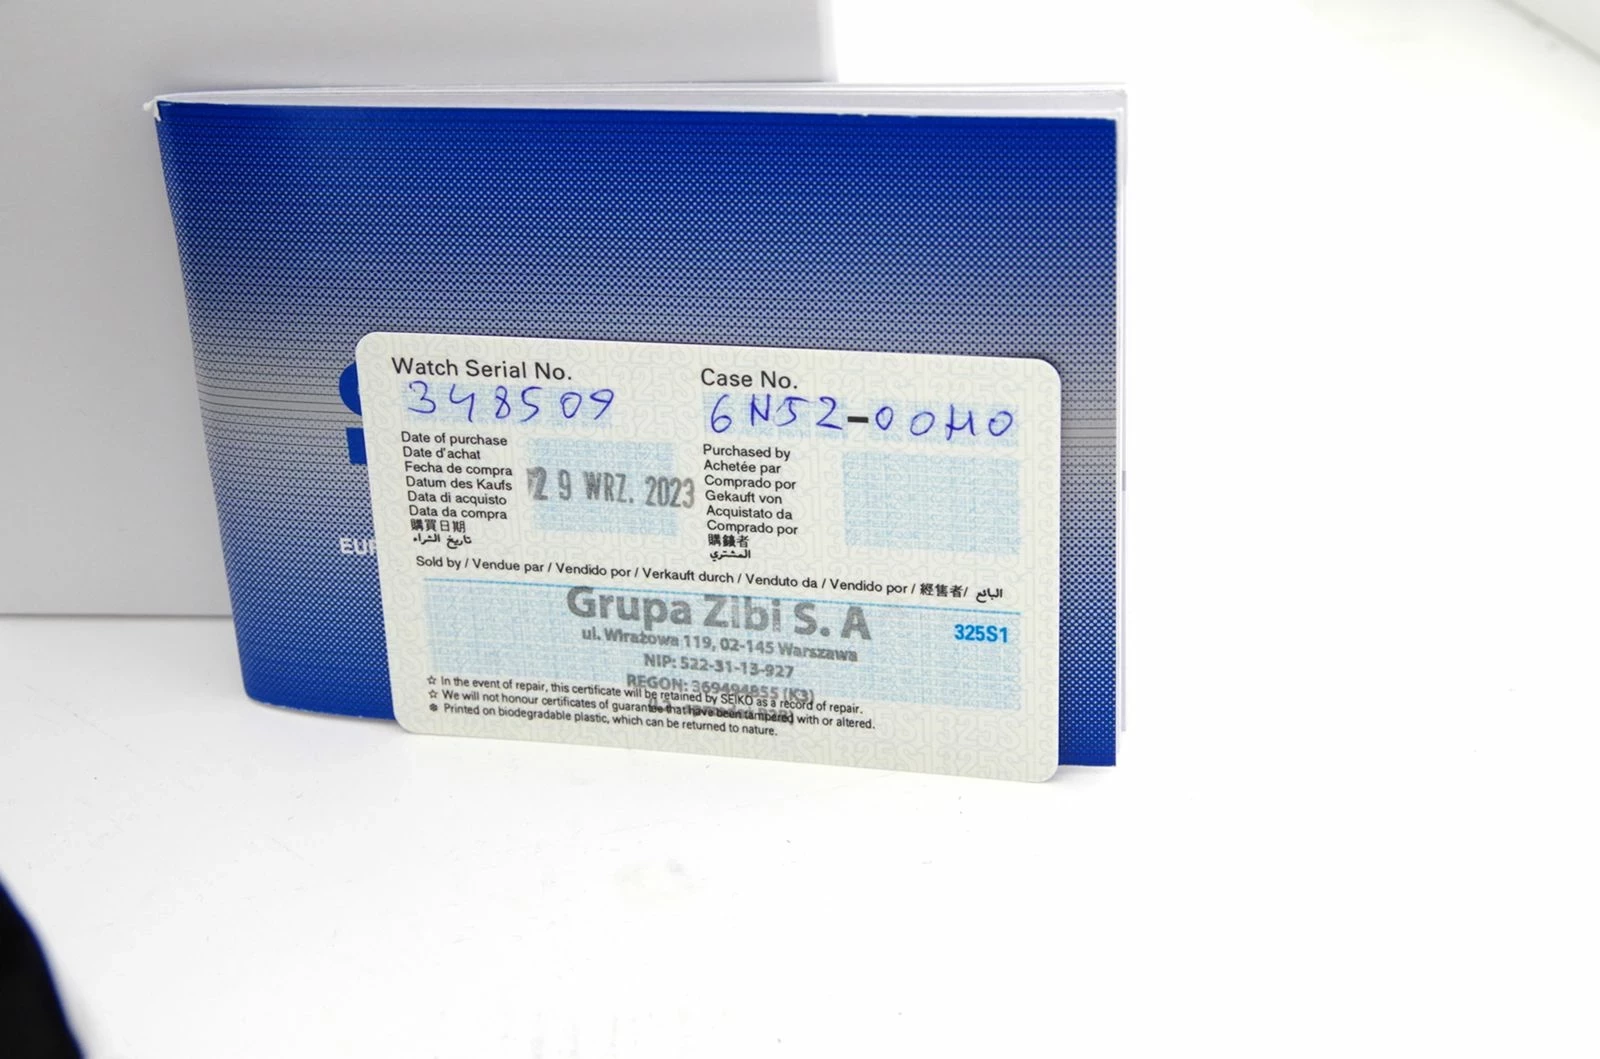 Watch Serial No.
348509
Case No.
6N52-00H0
Date of purchase
Date d'achat
Fecha de compra
Datum des Kaufs
Data di acquisto
Data da compra
購買日期
تاريخ الشراء
29 WRZ. 2023
Purchased by
Achetée par
Comprado por
Gekauft von
Acquistato da
Comprado por
購錶者
المشتري
Sold by / Vendue par / Vendido por / Verkauft durch / Venduto da / Vendido por / 經售者/ البائع
Grupa Zibi S. A
ul. Wirażowa 119, 02-145 Warszawa
NIP: 522-31-13-927
REGON: 369494855 (K3)
325S1
☆ In the event of repair, this certificate will be retained by SEIKO as a record of repair.
☆ We will not honour certificates of guarantee that have been tampered with or altered.
Printed on biodegradable plastic, which can be returned to nature.